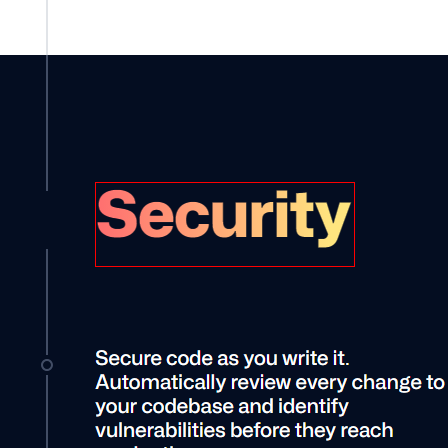 Security
Secure code as you write it.
Automatically review every change to
your codebase and identify
vulnerabilities before they reach